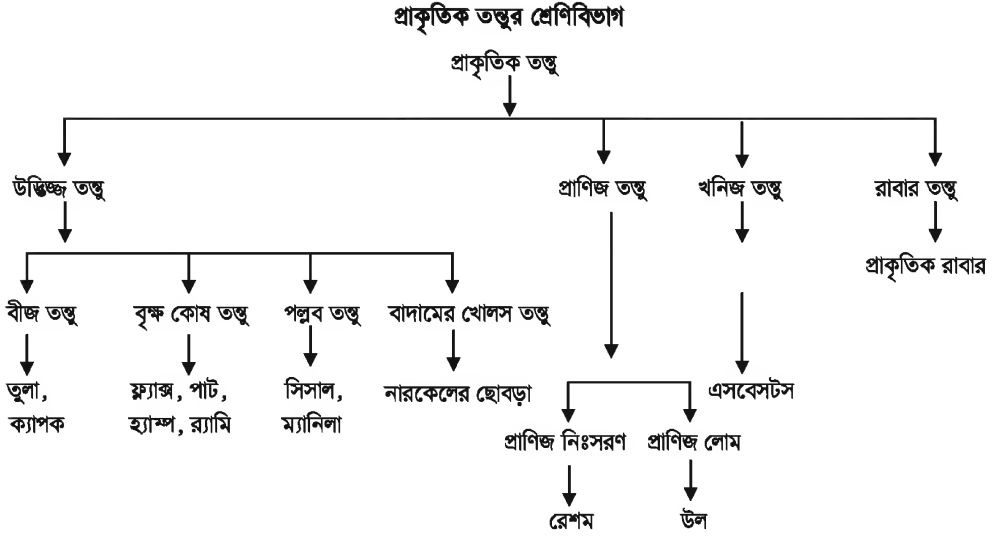 প্রাকৃতিক তন্তুর শ্রেণিবিভাগ
প্রাকৃতিক তন্তু
উদ্ভিজ্জ তন্তু প্রাণিজ তন্তু খনিজ তন্তু রাবার তন্তু
প্রাকৃতিক রাবার
বীজ তন্তু বৃক্ষ কোষ তন্তু পল্লব তন্তু বাদামের খোলস তন্তু
তুলা, ফ্ল্যাক্স, পাট, সিসাল, নারকেলের ছোবড়া এসবেসটস
ক্যাপক হ্যাম্প, র‍্যামি ম্যানিলা
প্রাণিজ নিঃসরণ প্রাণিজ লোম
রেশম উল